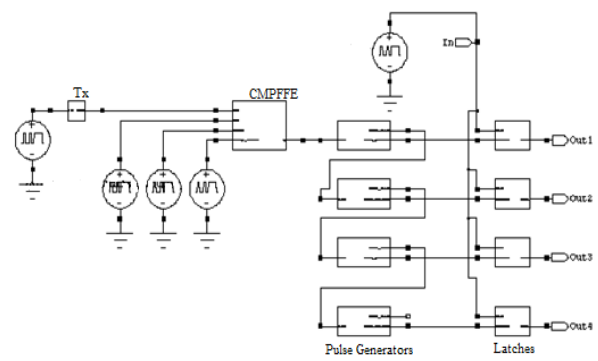 In
Tx
CMPFFE
Out1
Out2
Out3
Out4
Pulse Generators
Latches